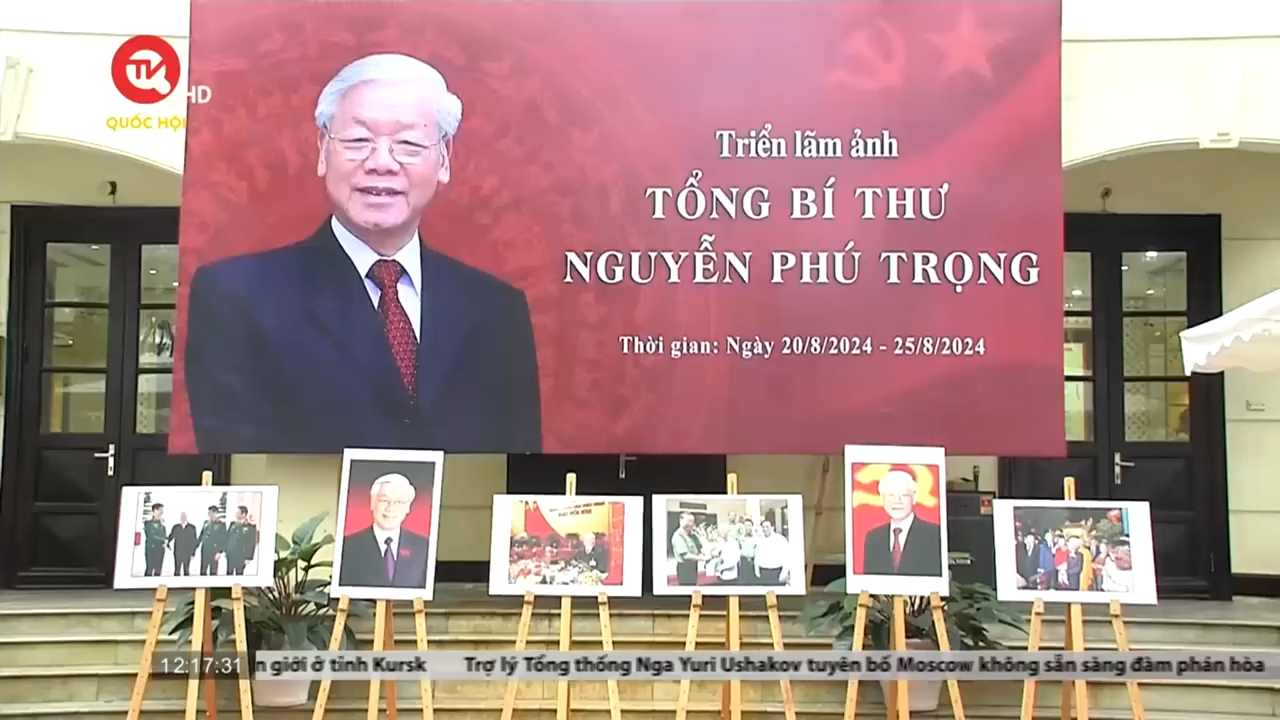 HD
QUỐC HỘI
Triển lãm ảnh
TỔNG BÍ THƯ
NGUYỄN PHÚ TRỌNG
Thời gian: Ngày 20/8/2024 - 25/8/2024
12:17:31
n giới ở tỉnh Kursk Trợ lý Tổng thống Nga Yuri Ushakov tuyên bố Moscow không sẵn sàng đàm phán hòa